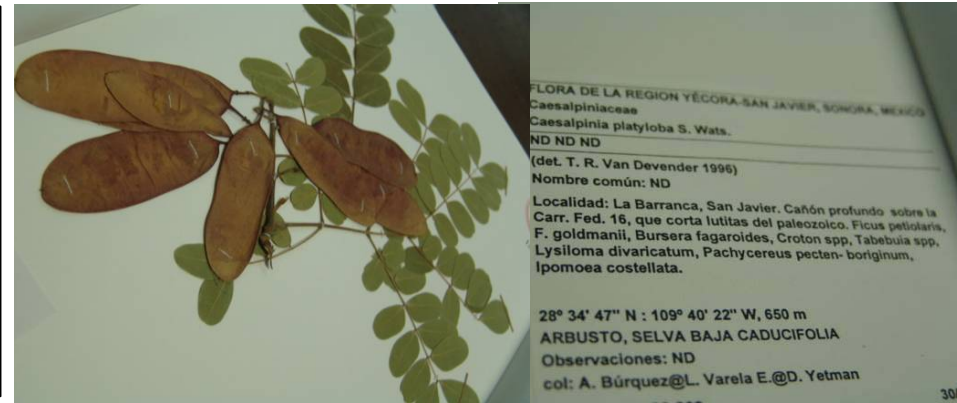 FLORA DE LA REGION YÉCORA-SAN JAVIER, SONORA, MEXICO
Caesalpiniaceae
Caesalpinia platyloba S. Wats.
ND ND ND
(det. T. R. Van Devender 1996)
Nombre común: ND
Localidad: La Barranca, San Javier. Cañón profundo sobre la
Carr. Fed. 16, que corta lutitas del paleozoico. Ficus petiolaris,
F. goldmanii, Bursera fagaroides, Croton spp, Tabebuia spp,
Lysiloma divaricatum, Pachycereus pecten- boriginum,
Ipomoea costellata.
28º 34' 47" N : 109º 40' 22" W, 650 m
ARBUSTO, SELVA BAJA CADUCIFOLIA
Observaciones: ND
col: A. Búrquez@L. Varela E.@D. Yetman